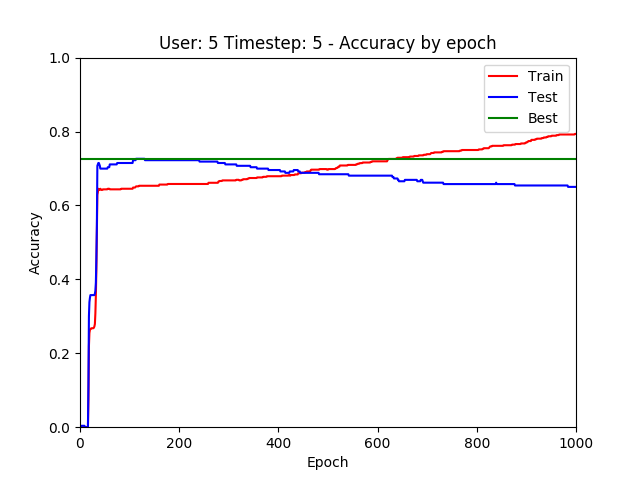 User: 5 Timestep: 5 - Accuracy by epoch
Train
Test
Best
Accuracy
1.0
0.8
0.6
0.4
0.2
0.0
0 200 400 600 800 1000
Epoch